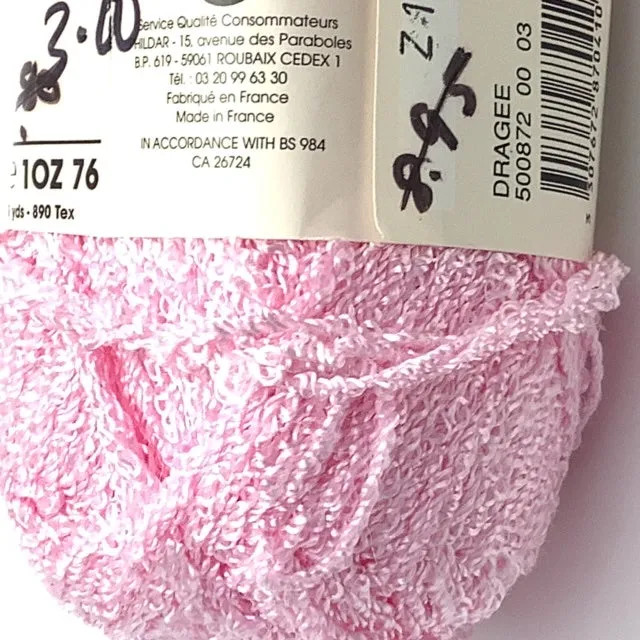 3.00
Service Qualité Consommateurs
HILDAR - 15, avenue des Paraboles
B.P. 619 - 59061 ROUBAIX CEDEX 1
Tél. : 03 20 99 63 30
Fabriqué en France
Made in France
IN ACCORDANCE WITH BS 984
CA 26724
e 1OZ 76
yds - 890 Tex
Z.1
DRAGEE
500872 00 03